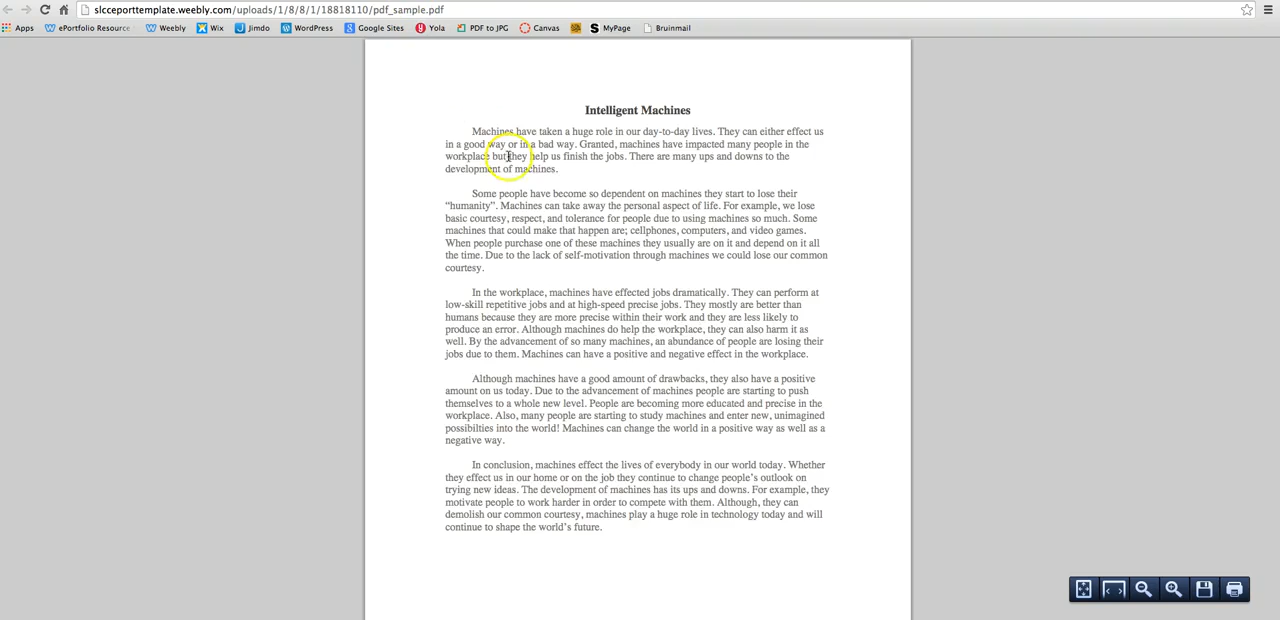 slcceporttemplate.weebly.com/uploads/1/8/8/1/18818110/pdf_sample.pdf
Apps ePortfolio Resource Weebly Wix Jimdo WordPress Google Sites Yola PDF to JPG Canvas MyPage Bruinmail
Intelligent Machines
Machines have taken a huge role in our day-to-day lives. They can either effect us
in a good way or in a bad way. Granted, machines have impacted many people in the
workplace but they help us finish the jobs. There are many ups and downs to the
development of machines.
Some people have become so dependent on machines they start to lose their
“humanity”. Machines can take away the personal aspect of life. For example, we lose
basic courtesy, respect, and tolerance for people due to using machines so much. Some
machines that could make that happen are; cellphones, computers, and video games.
When people purchase one of these machines they usually are on it and depend on it all
the time. Due to the lack of self-motivation through machines we could lose our common
courtesy.
In the workplace, machines have effected jobs dramatically. They can perform at
low-skill repetitive jobs and at high-speed precise jobs. They mostly are better than
humans because they are more precise within their work and they are less likely to
produce an error. Although machines do help the workplace, they can also harm it as
well. By the advancement of so many machines, an abundance of people are losing their
jobs due to them. Machines can have a positive and negative effect in the workplace.
Although machines have a good amount of drawbacks, they also have a positive
amount on us today. Due to the advancement of machines people are starting to push
themselves to a whole new level. People are becoming more educated and precise in the
workplace. Also, many people are starting to study machines and enter new, unimagined
possibilties into the world! Machines can change the world in a positive way as well as a
negative way.
In conclusion, machines effect the lives of everybody in our world today. Whether
they effect us in our home or on the job they continue to change people’s outlook on
trying new ideas. The development of machines has its ups and downs. For example, they
motivate people to work harder in order to compete with them. Although, they can
demolish our common courtesy, machines play a huge role in technology today and will
continue to shape the world’s future.